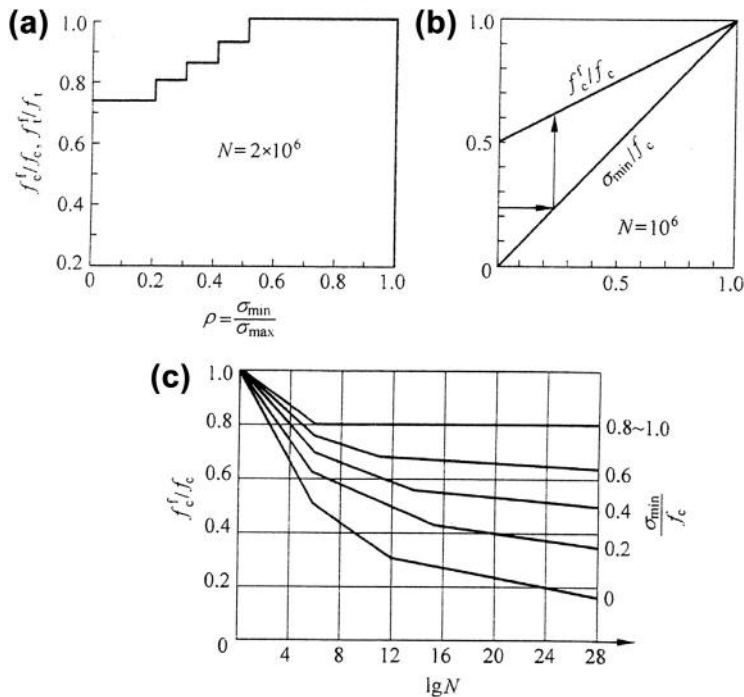 (a)
1.0
0.8
0.6
0.4
0.2
f_c^f/f_c, f_t^f/f_t
N=2×10^6
0 0.2 0.4 0.6 0.8 1.0
ρ=σ_min/σ_max
(b)
1.0
0.5
0
f_c^f/f_c
σ_min/f_c
N=10^6
0.5 1.0
(c)
1.0
0.8
0.6
0.4
0.2
0
f_c^f/f_c
0.8~1.0
0.6
0.4
0.2
0
σ_min/f_c
4 8 12 16 20 24 28
lgN